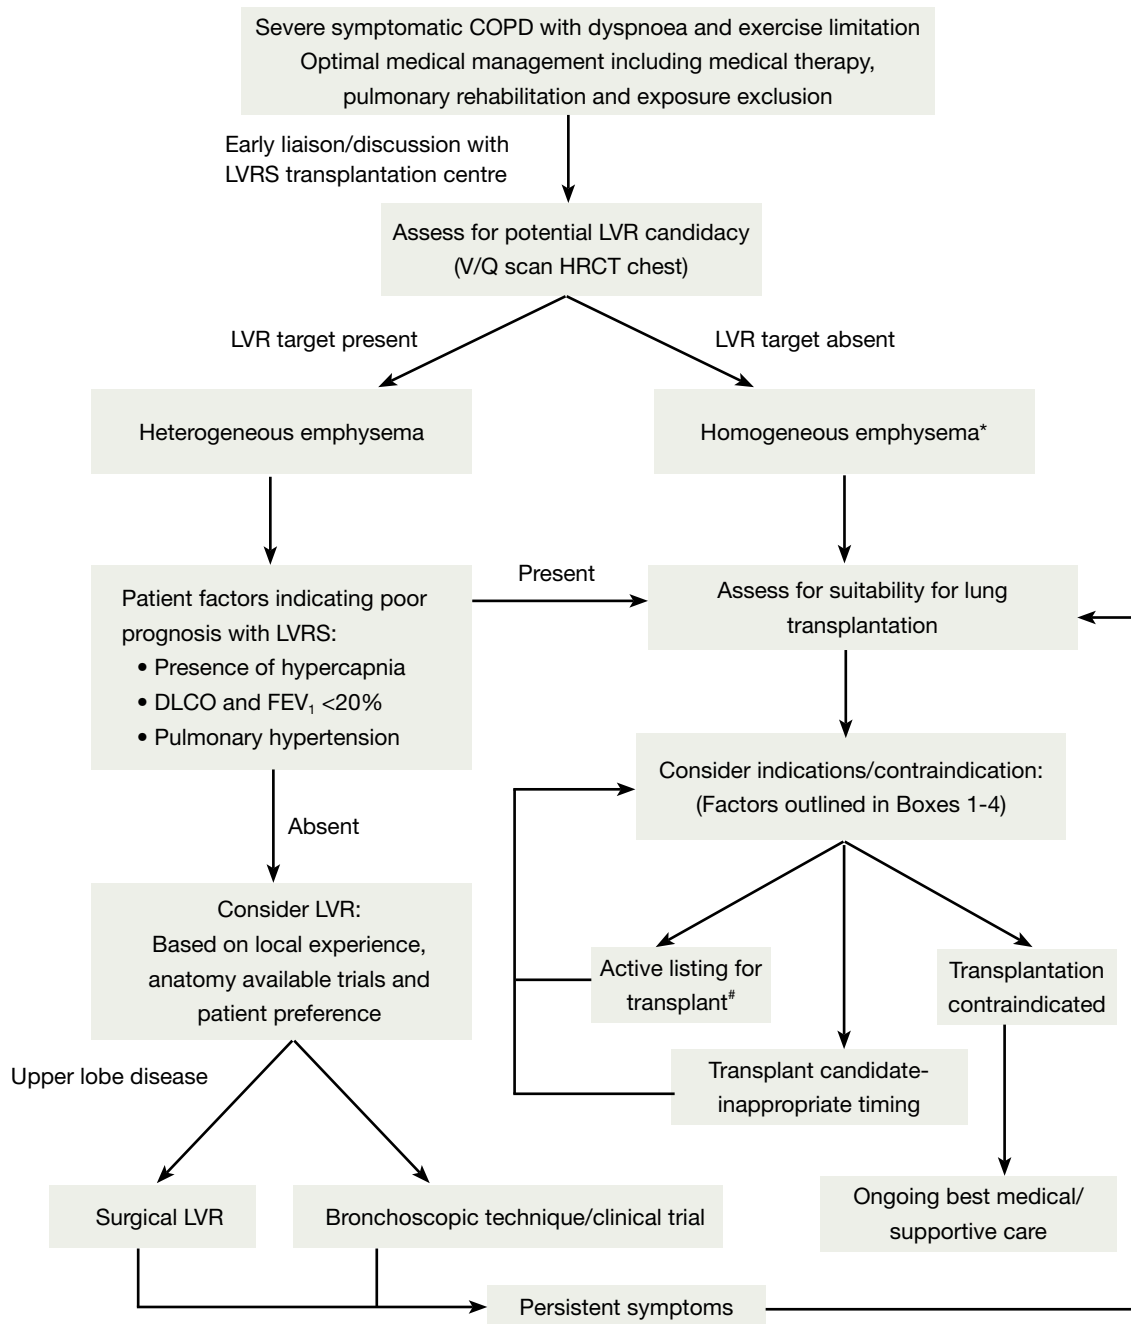 Severe symptomatic COPD with dyspnoea and exercise limitation
Optimal medical management including medical therapy,
pulmonary rehabilitation and exposure exclusion
Early liaison/discussion with
LVRS transplantation centre
Assess for potential LVR candidacy
(V/Q scan HRCT chest)
LVR target present
LVR target absent
Heterogeneous emphysema
Homogeneous emphysema*
Patient factors indicating poor
prognosis with LVRS:
• Presence of hypercapnia
• DLCO and FEV₁ <20%
• Pulmonary hypertension
Present
Assess for suitability for lung
transplantation
Absent
Consider indications/contraindication:
(Factors outlined in Boxes 1-4)
Consider LVR:
Based on local experience,
anatomy available trials and
patient preference
Active listing for
transplant#
Transplantation
contraindicated
Transplant candidate-
inappropriate timing
Upper lobe disease
Surgical LVR
Bronchoscopic technique/clinical trial
Ongoing best medical/
supportive care
Persistent symptoms